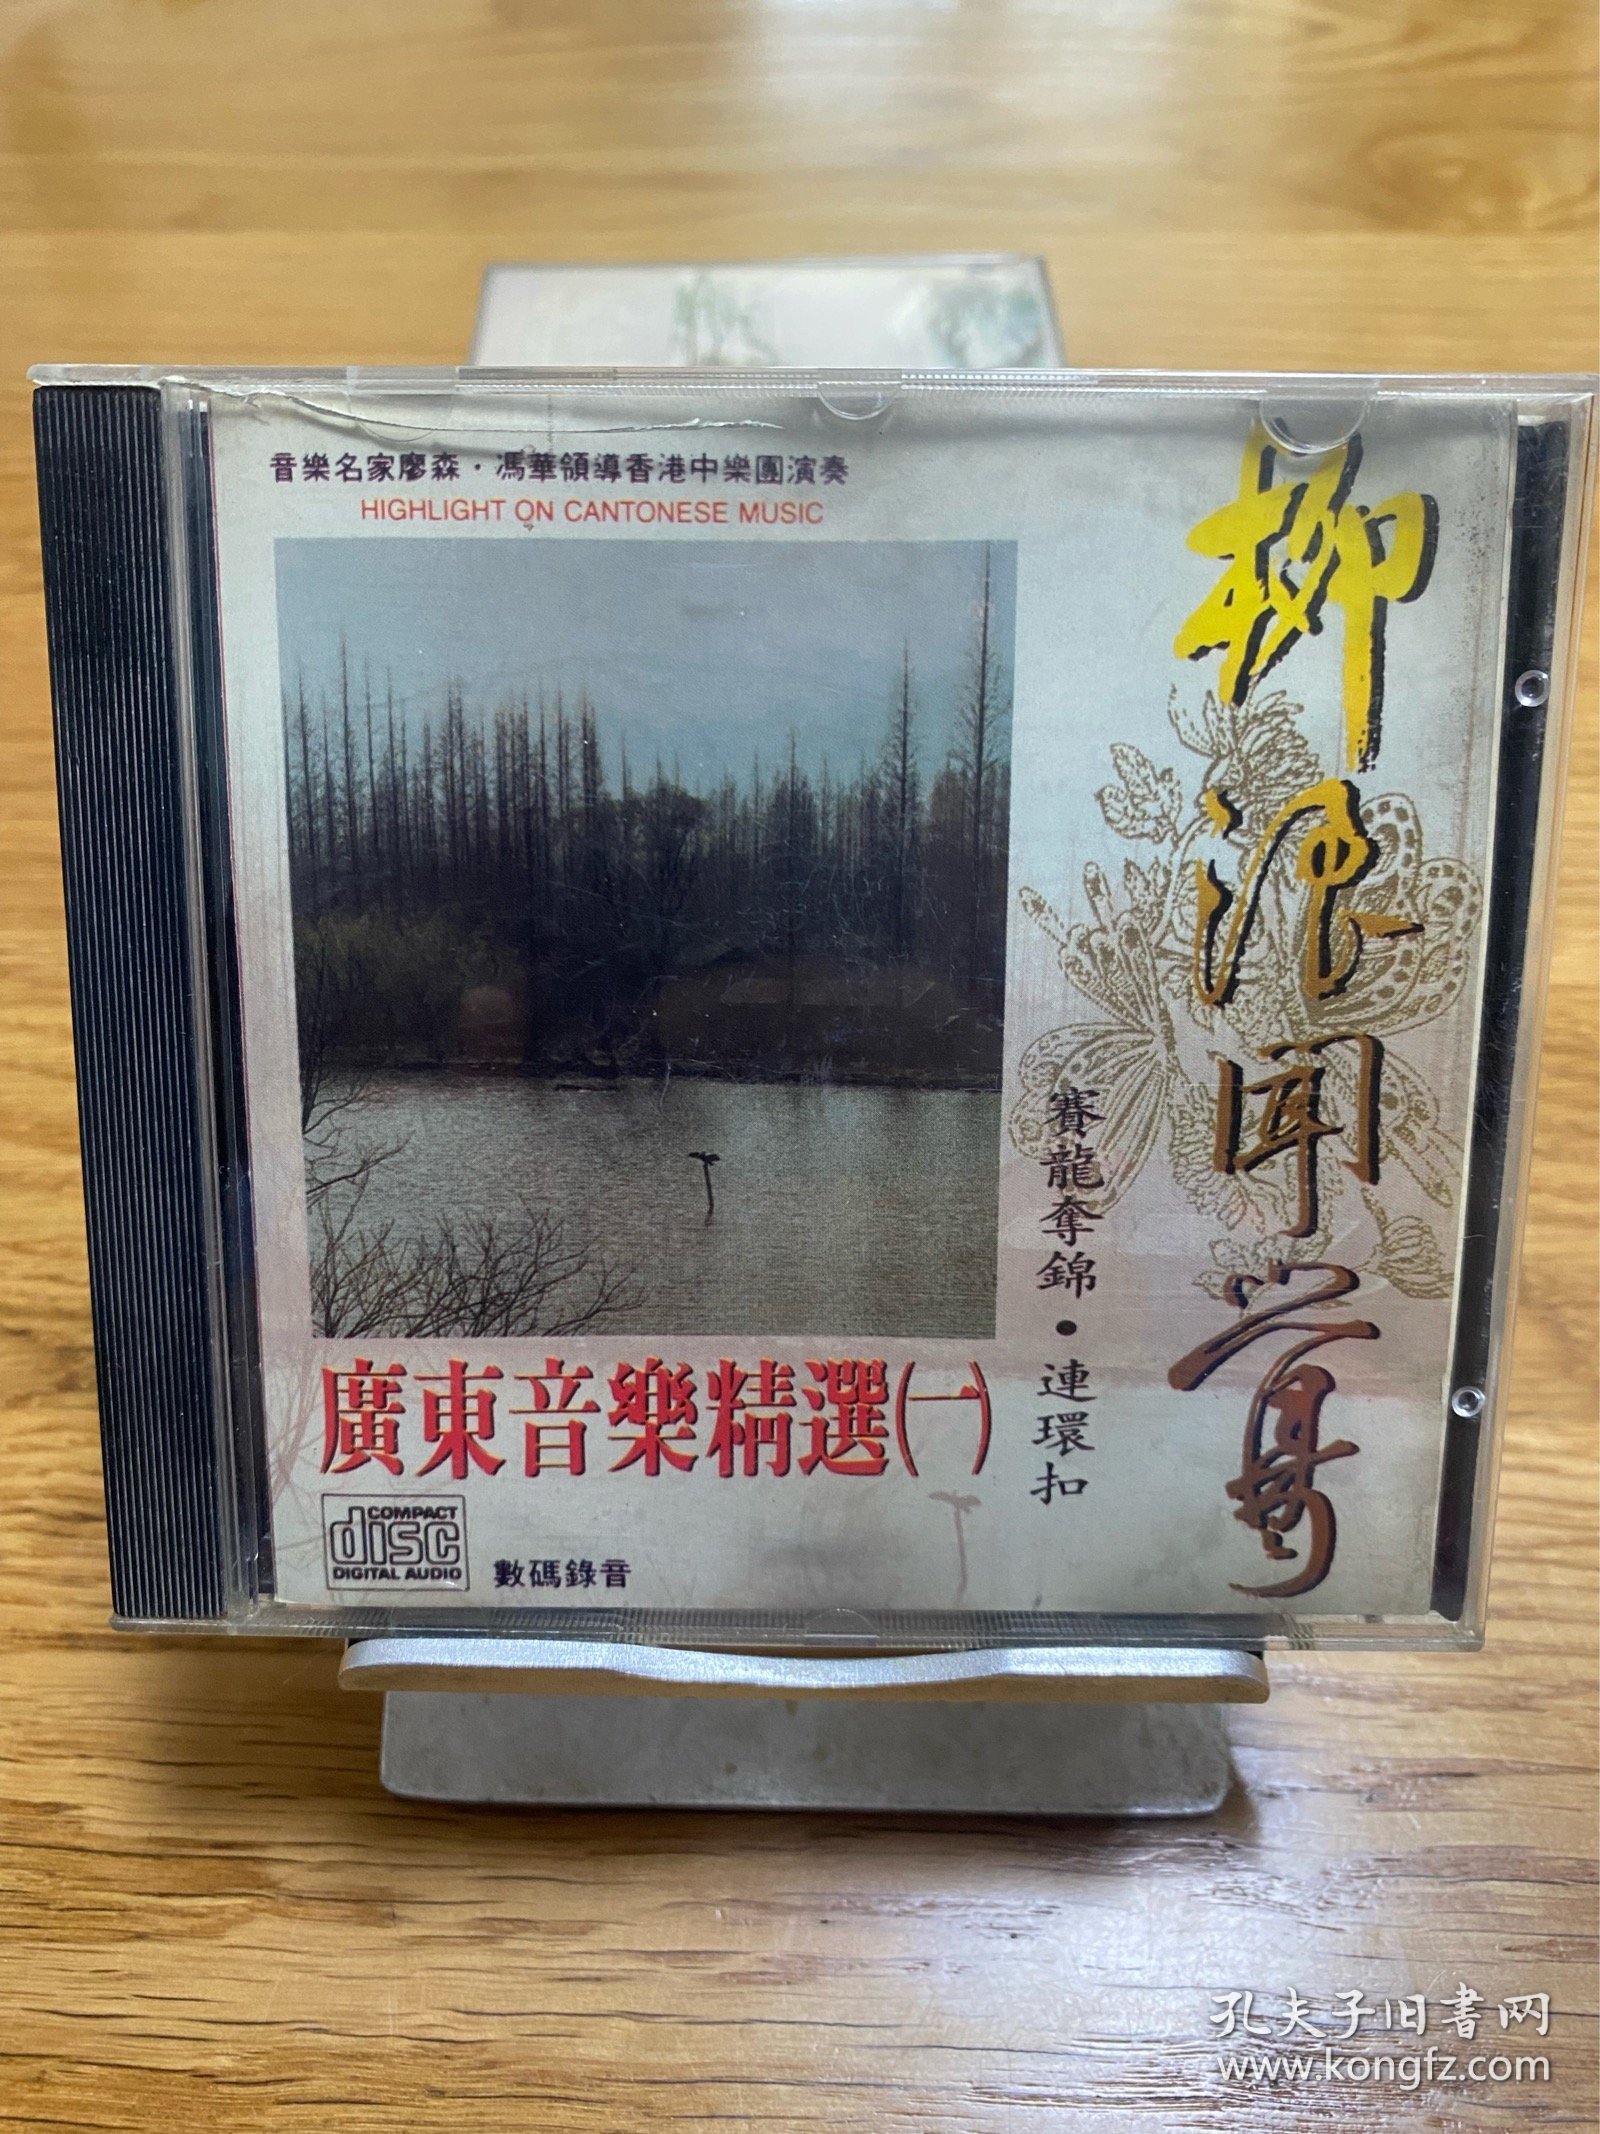 音樂名家廖森·馮華領導香港中樂團演奏
HIGHLIGHT ON CANTONESE MUSIC
柳浪聞鶯
賽龍奪錦·連環扣
廣東音樂精選(一)
COMPACT
disc
DIGITAL AUDIO
數碼錄音
孔夫子旧书网
www.kongfz.com